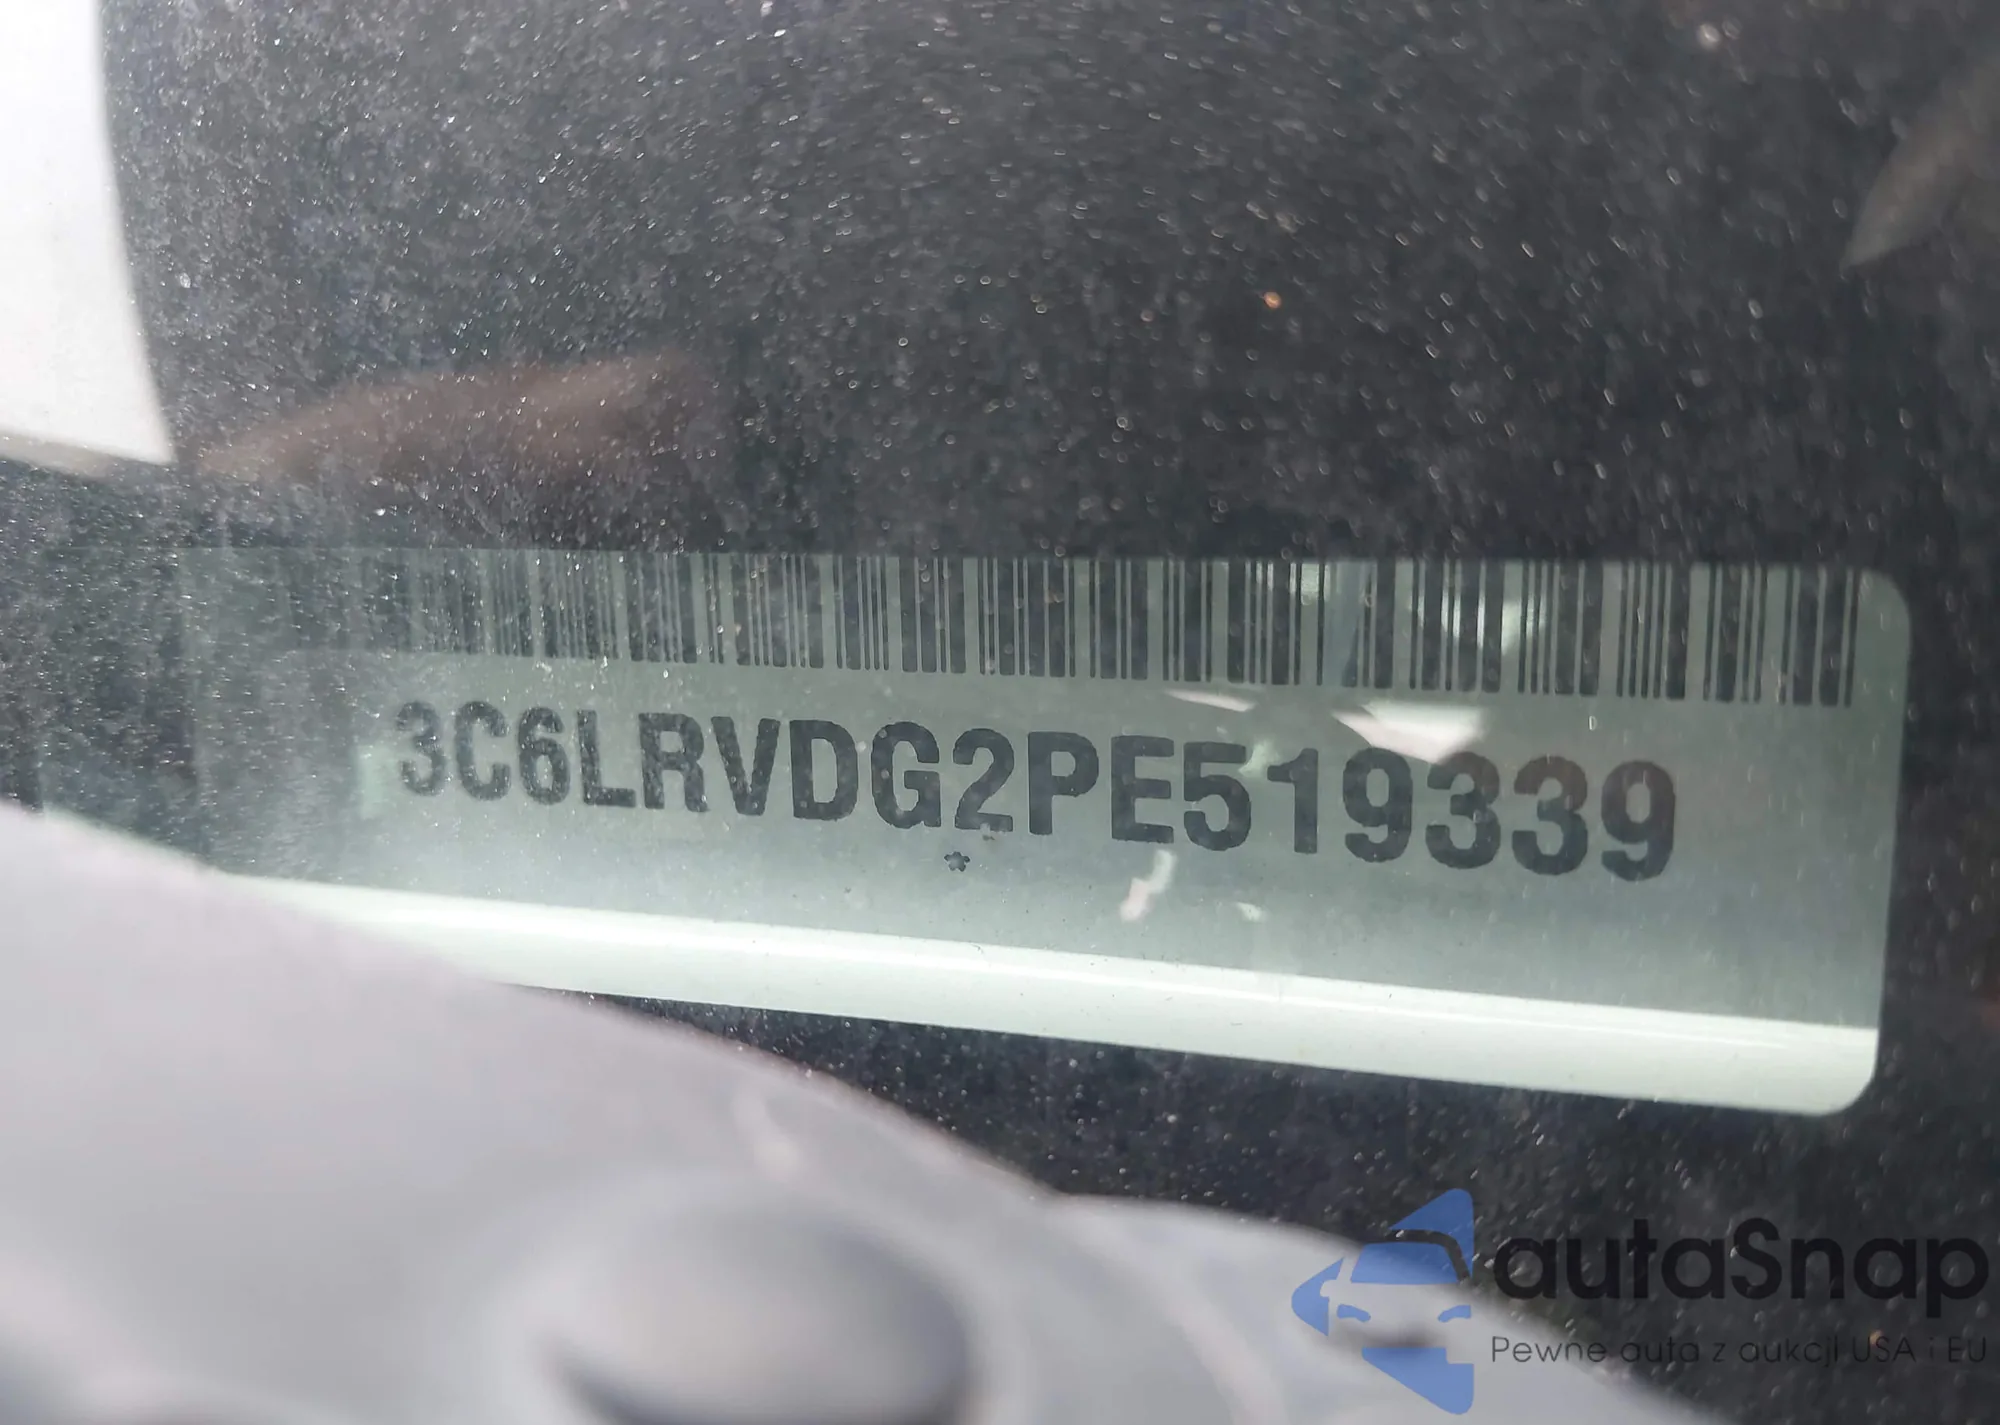 3C6LRVDG2PE519339
autaSnap
Pewne auta z aukcji USA i EU